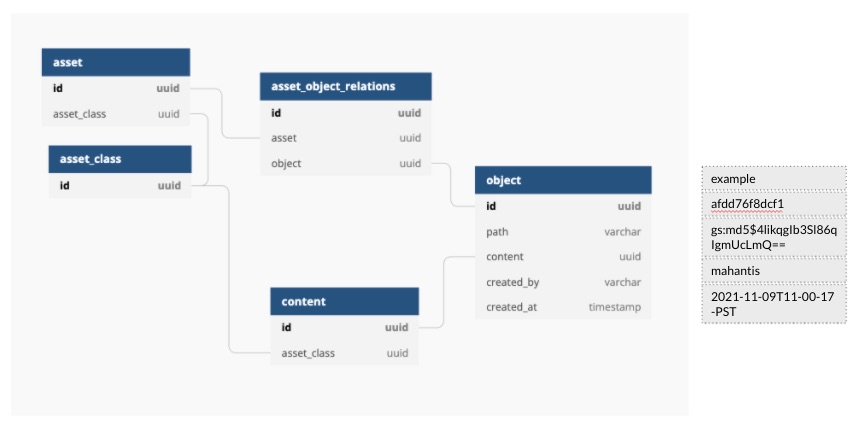 asset
id uuid
asset_class uuid
asset_class
id uuid
asset_object_relations
id uuid
asset uuid
object uuid
object
id uuid
path varchar
content uuid
created_by varchar
created_at timestamp
content
id uuid
asset_class uuid
example
afdd76f8dcf1
gs:md5$4likqglb3Sl86q
IgmUcLmQ==
mahantis
2021-11-09T11-00-17
-PST